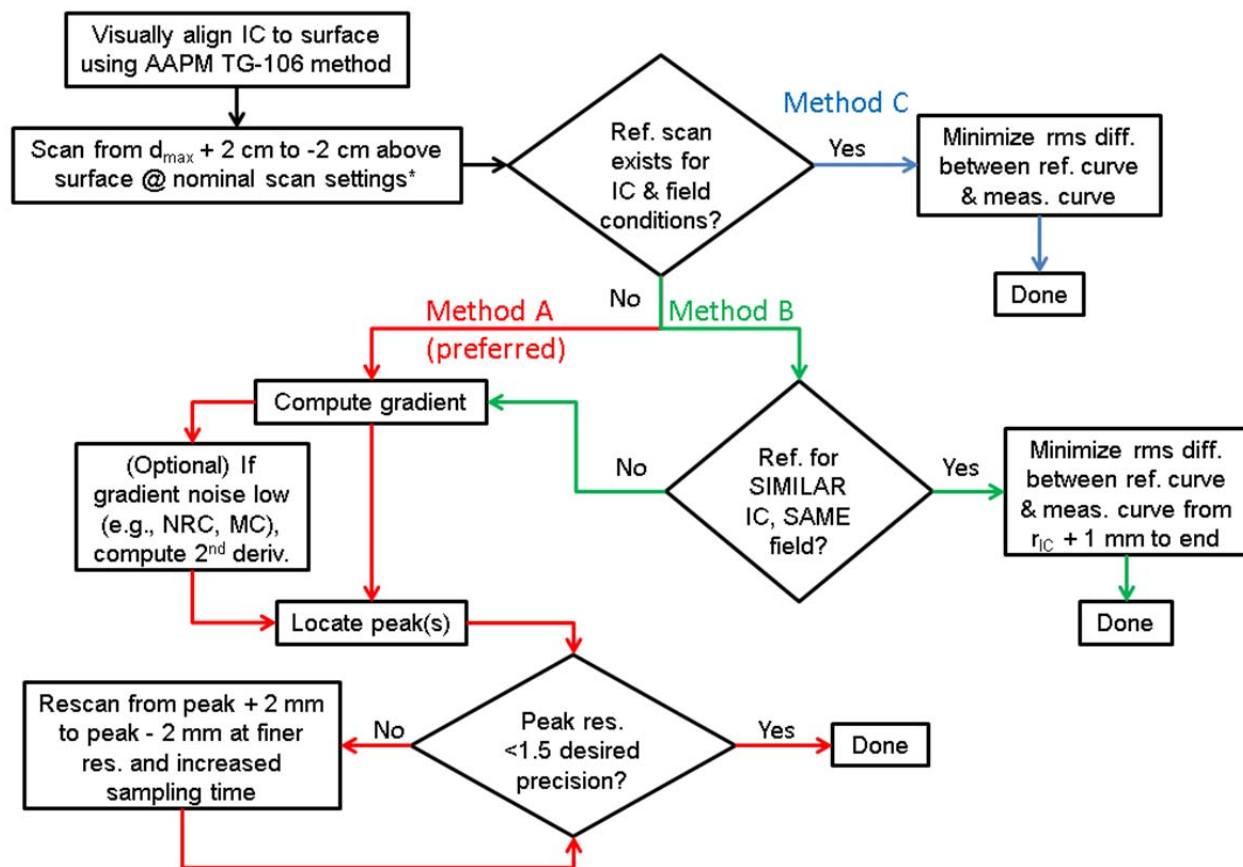 Visually align IC to surface
using AAPM TG-106 method
Scan from dmax + 2 cm to -2 cm above
surface @ nominal scan settings*
Ref. scan
exists for
IC & field
conditions?
Method C
Yes
Minimize rms diff.
between ref. curve
& meas. curve
Done
No
Method A
(preferred)
Method B
Compute gradient
(Optional) If
gradient noise low
(e.g., NRC, MC),
compute 2nd deriv.
No
Ref. for
SIMILAR
IC, SAME
field?
Yes
Minimize rms diff.
between ref. curve
& meas. curve from
rIC + 1 mm to end
Done
Locate peak(s)
Rescan from peak + 2 mm
to peak - 2 mm at finer
res. and increased
sampling time
No
Peak res.
<1.5 desired
precision?
Yes
Done